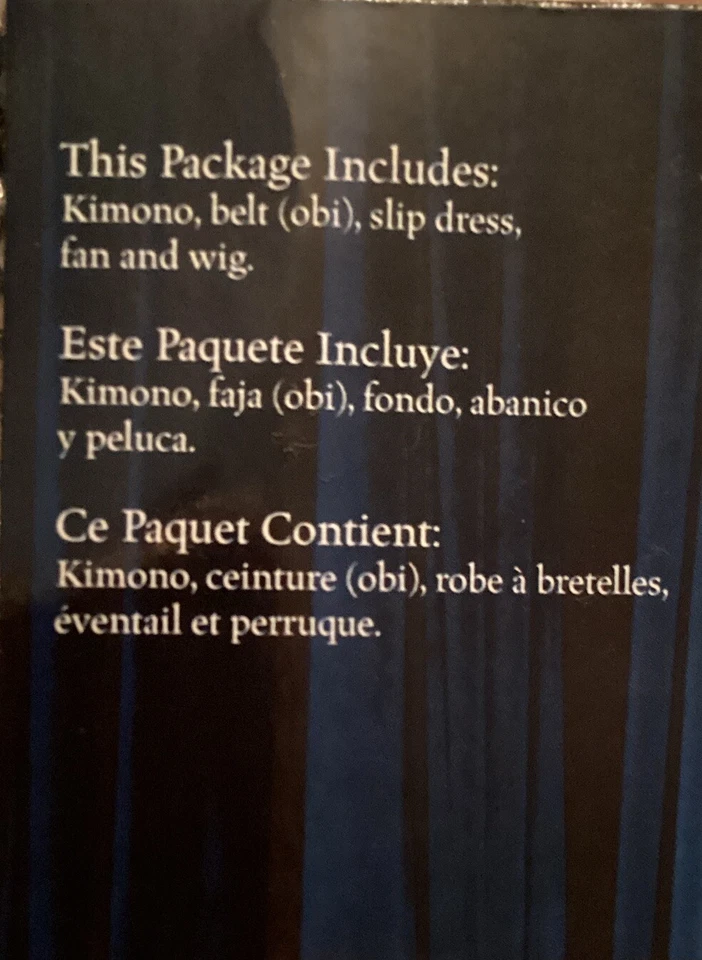 This Package Includes:
Kimono, belt (obi), slip dress,
fan and wig.
Este Paquete Incluye:
Kimono, faja (obi), fondo, abanico
y peluca.
Ce Paquet Contient:
Kimono, ceinture (obi), robe à bretelles,
éventail et perruque.